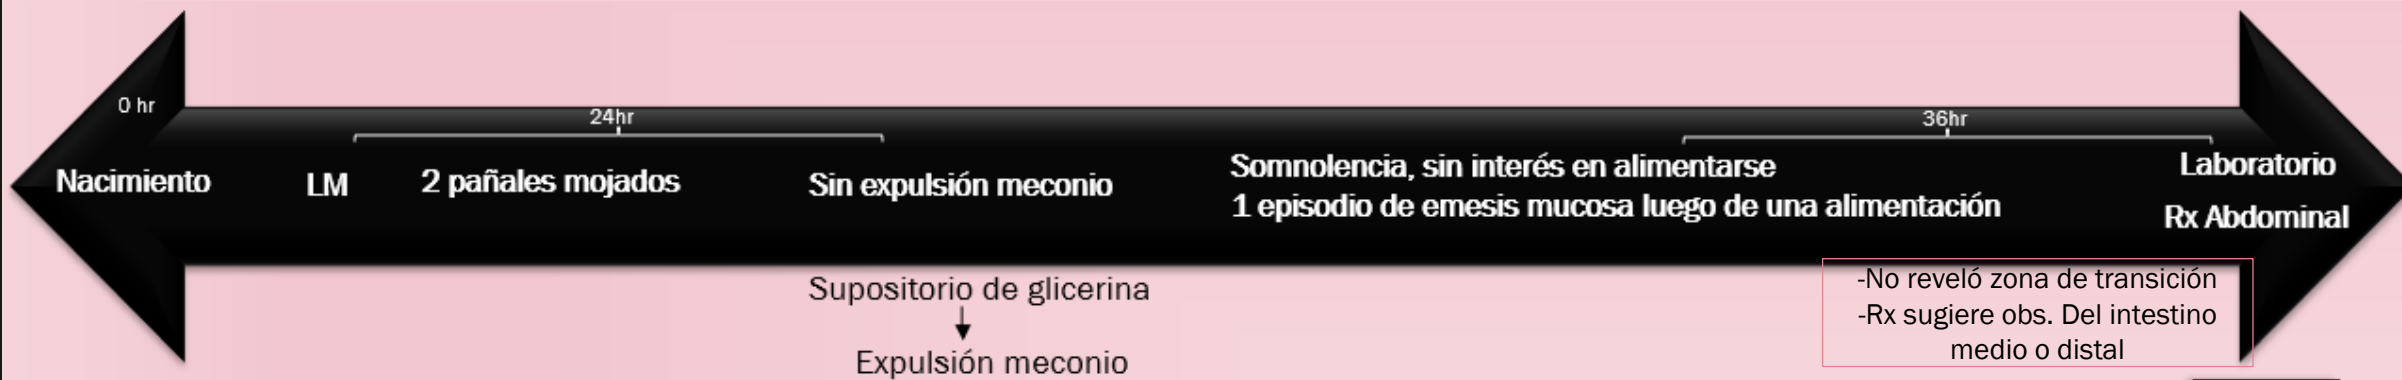 0 hr
24hr
36hr
Nacimiento
LM
2 pañales mojados
Sin expulsión meconio
Somnolencia, sin interés en alimentarse
1 episodio de emesis mucosa luego de una alimentación
Laboratorio
Rx Abdominal
Supositorio de glicerina
Expulsión meconio
-No reveló zona de transición
-Rx sugiere obs. Del intestino
medio o distal